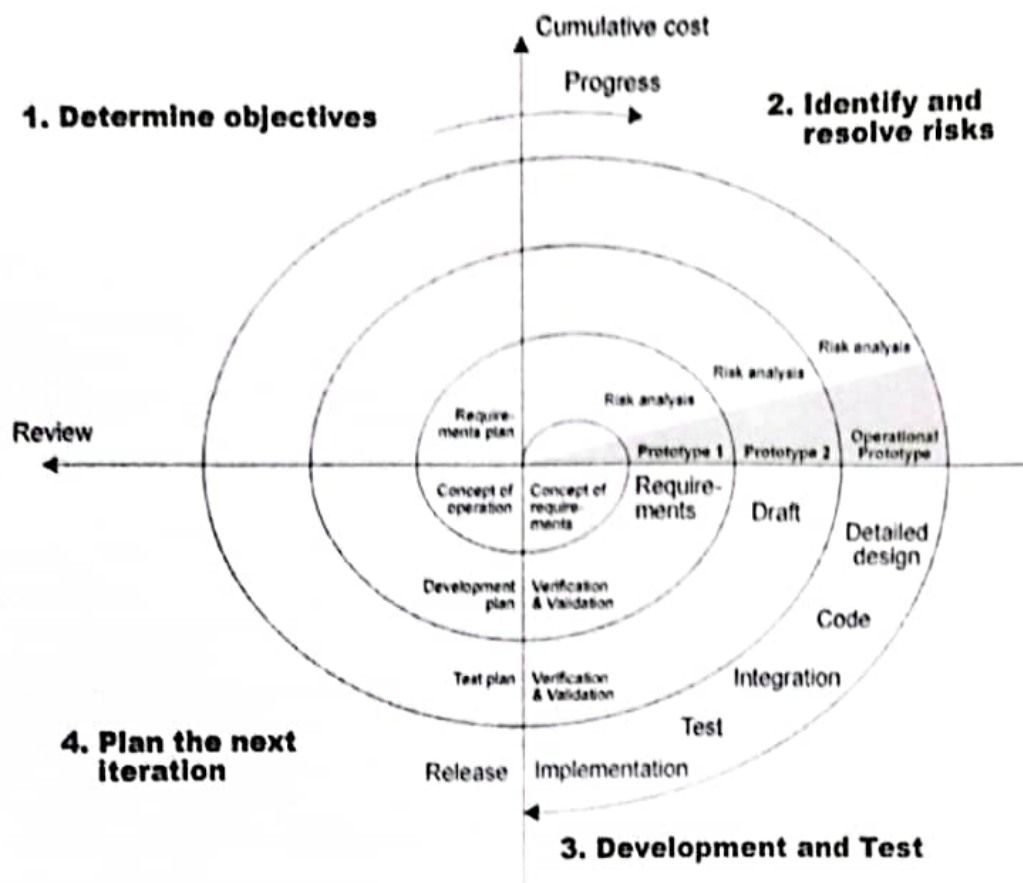 Cumulative cost
Progress
1. Determine objectives
2. Identify and
resolve risks
Risk analysis
Risk analysis
Risk analysis
Require-
ments plan
Review
Prototype 1
Prototype 2
Operational
Prototype
Concept of
operation
Concept of
require-
ments
Require-
ments
Draft
Detailed
design
Development
plan
Verification
& Validation
Code
Test plan
Verification
& Validation
Integration
Test
4. Plan the next
iteration
Release
Implementation
3. Development and Test